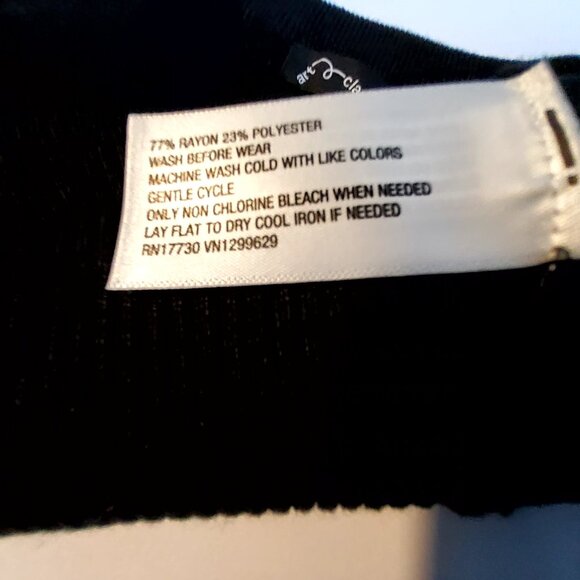 art
77% RAYON 23% POLYESTER
WASH BEFORE WEAR
MACHINE WASH COLD WITH LIKE COLORS
GENTLE CYCLE
ONLY NON CHLORINE BLEACH WHEN NEEDED
LAY FLAT TO DRY COOL IRON IF NEEDED
RN17730 VN1299629